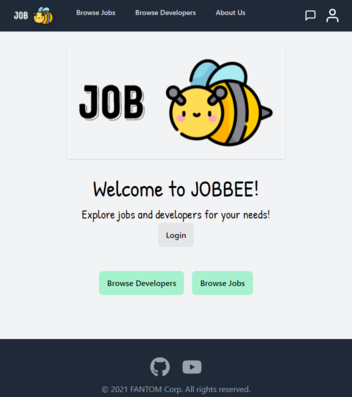 JOB Browse Jobs Browse Developers About Us
JOB
Welcome to JOBBEE!
Explore jobs and developers for your needs!
Login
Browse Developers Browse Jobs
© 2021 FANTOM Corp. All rights reserved.